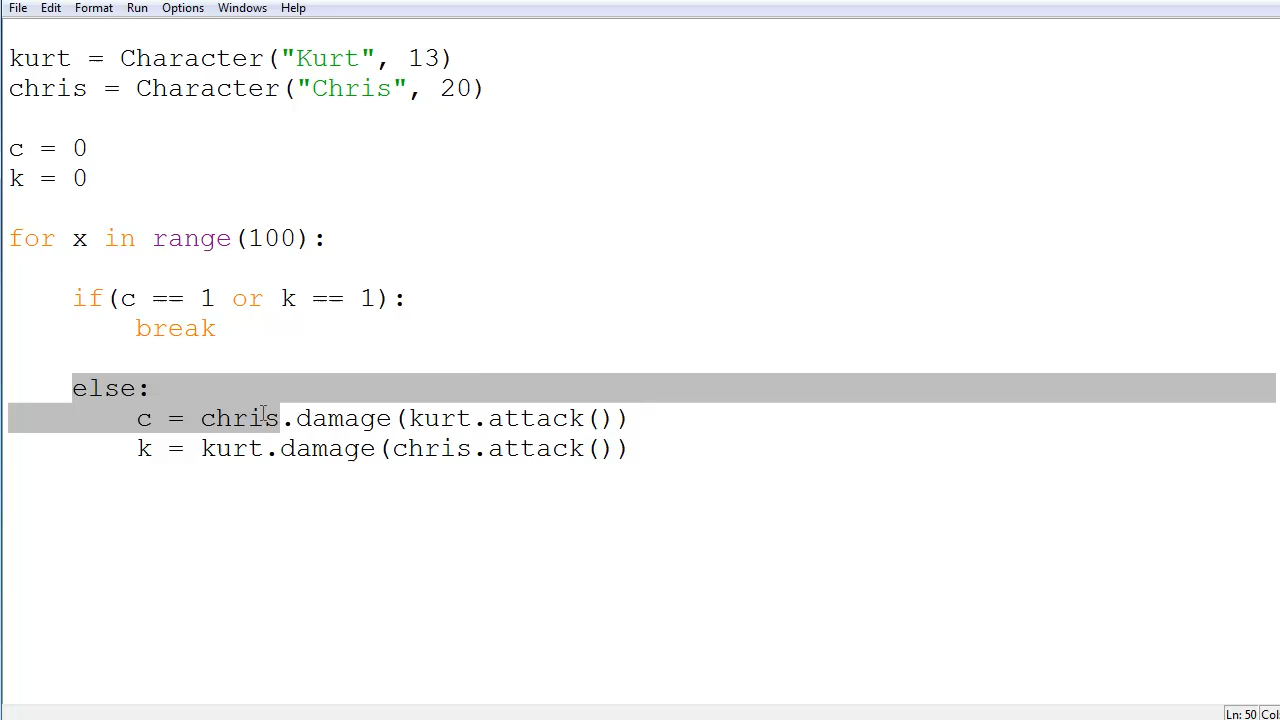 File Edit Format Run Options Windows Help
kurt = Character("Kurt", 13)
chris = Character("Chris", 20)
c = 0
k = 0
for x in range(100):
    if(c == 1 or k == 1):
        break
    else:
        c = chris.damage(kurt.attack())
        k = kurt.damage(chris.attack())
Ln: 50 Col